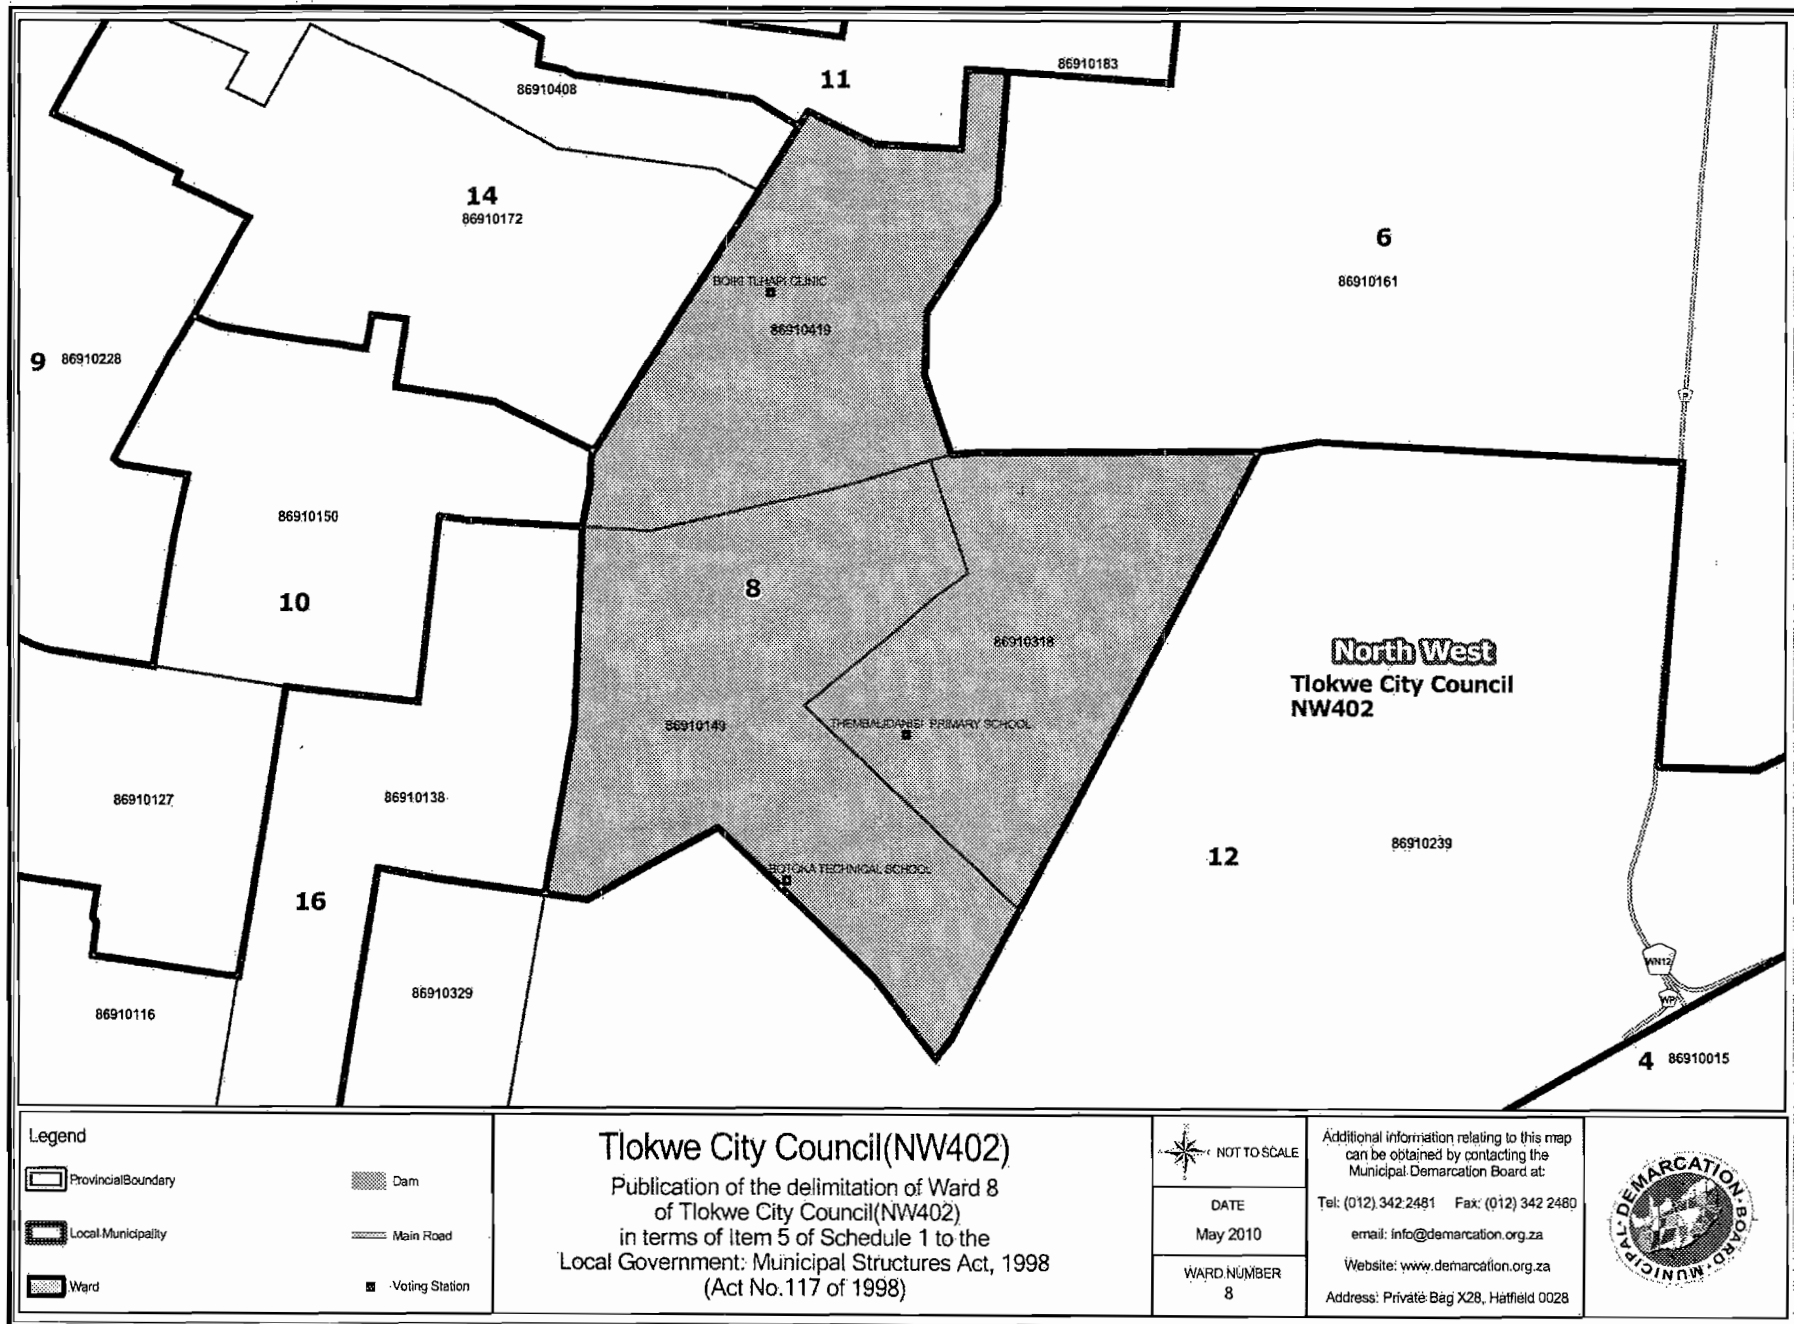 86910183
11
86910408
14
86910172
6
86910161
BOIKI TLHAPI CLINIC
86910419
9 86910228
P
86910150
8
10
86910318
North West
Tlokwe City Council
NW402
86910149
PRIMARY SCHOOL
86910127
86910138
86910239
12
TECHNICAL SCHOOL
16
WN12
86910329
WP
86910116
4 86910015
Legend
ProvincialBoundary
Dam
Local Municipality
Main Road
Ward
Voting Station
Tlokwe City Council(NW402)
Publication of the delimitation of Ward 8
of Tlokwe City Council(NW402)
in terms of Item 5 of Schedule 1 to the
Local Government: Municipal Structures Act, 1998
(Act No.117 of 1998)
NOT TO SCALE
DATE
May 2010
WARD NUMBER
8
Additional information relating to this map
can be obtained by contacting the
Municipal Demarcation Board at:
Tel: (012) 342 2481 Fax: (012) 342 2480
email: info@demarcation.org.za
Website: www.demarcation.org.za
Address: Private Bag X28, Hatfield 0028
MUNICIPAL DEMARCATION BOARD